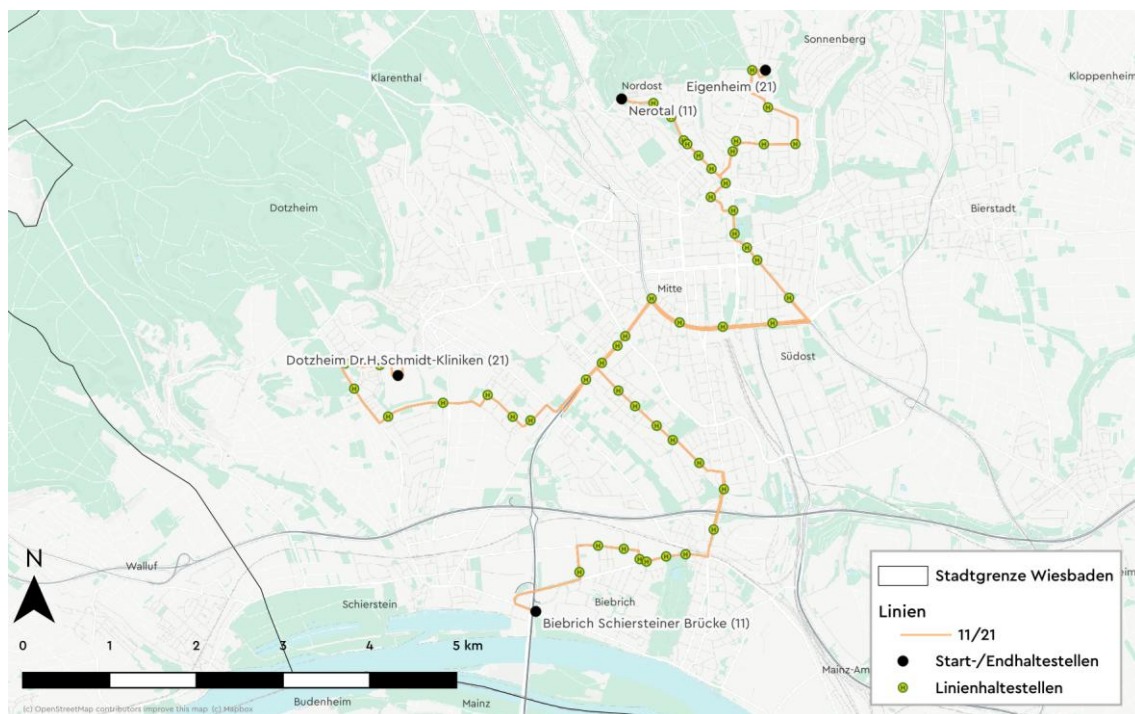 Sonnenberg
Klarenthal
Kloppenheim
Nordost
Eigenheim (21)
Nerotal (11)
Dotzheim
Bierstadt
Mitte
Südost
Dotzheim Dr.H.Schmidt-Kliniken (21)
N
Walluf
Schierstein
Biebrich
Biebrich Schiersteiner Brücke (11)
0 1 2 3 4 5 km
Mainz-Am
Budenheim
Mainz
(c) OpenStreetMap contributors improve this map (c) Mapbox
Stadtgrenze Wiesbaden
Linien
11/21
Start-/Endhaltestellen
H Linienhaltestellen